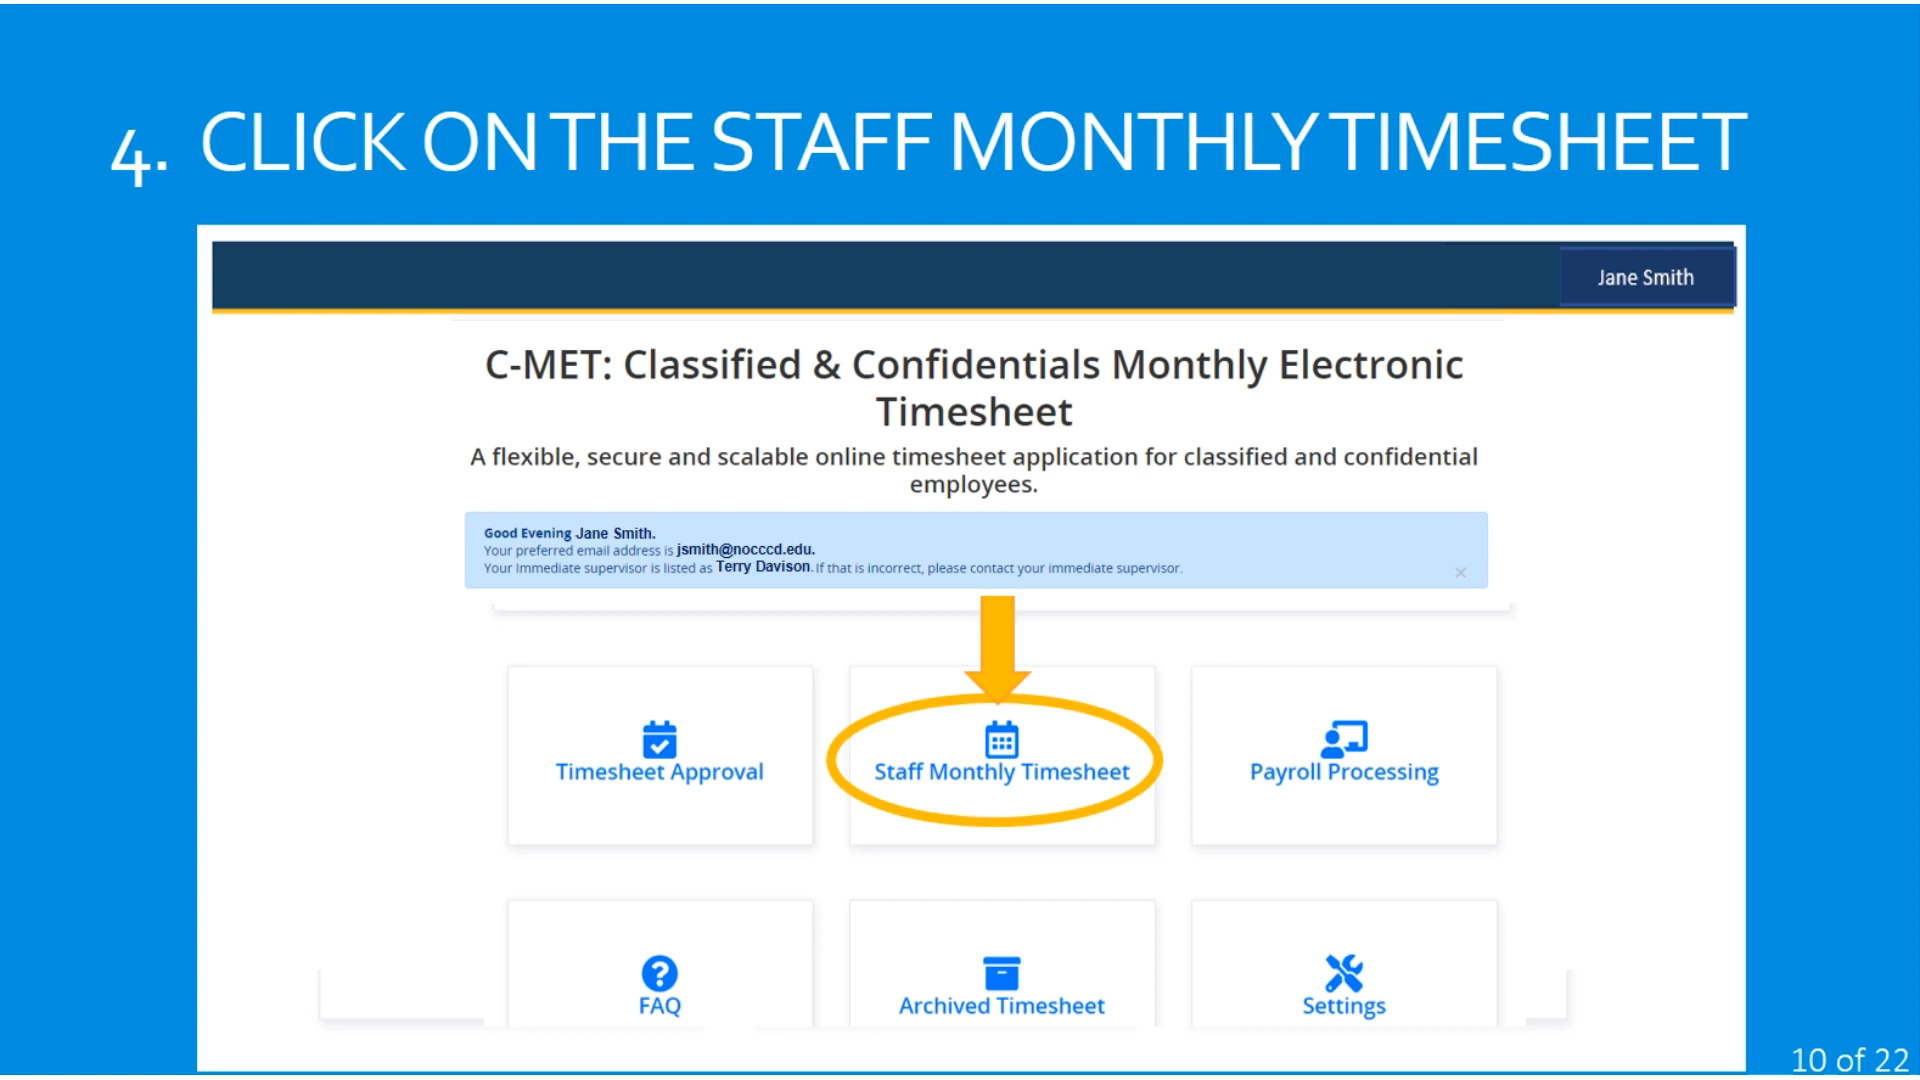 4. CLICK ON THE STAFF MONTHLY TIMESHEET
Jane Smith
C-MET: Classified & Confidentials Monthly Electronic
Timesheet
A flexible, secure and scalable online timesheet application for classified and confidential
employees.
Good Evening Jane Smith.
Your preferred email address is jsmith@nocccd.edu.
Your Immediate supervisor is listed as Terry Davison. If that is incorrect, please contact your immediate supervisor.
×
Timesheet Approval
Staff Monthly Timesheet
Payroll Processing
FAQ
Archived Timesheet
Settings
10 of 22